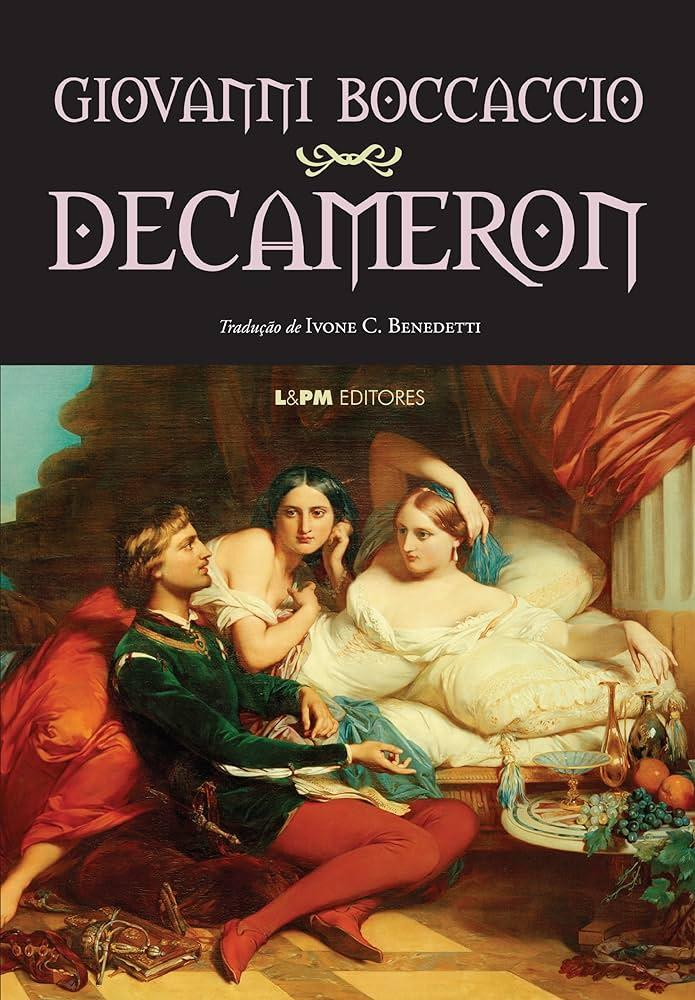 GIOVANNI BOCCACCIO
DECAMERON
Tradução de IVONE C. BENEDETTI
L&PM EDITORES